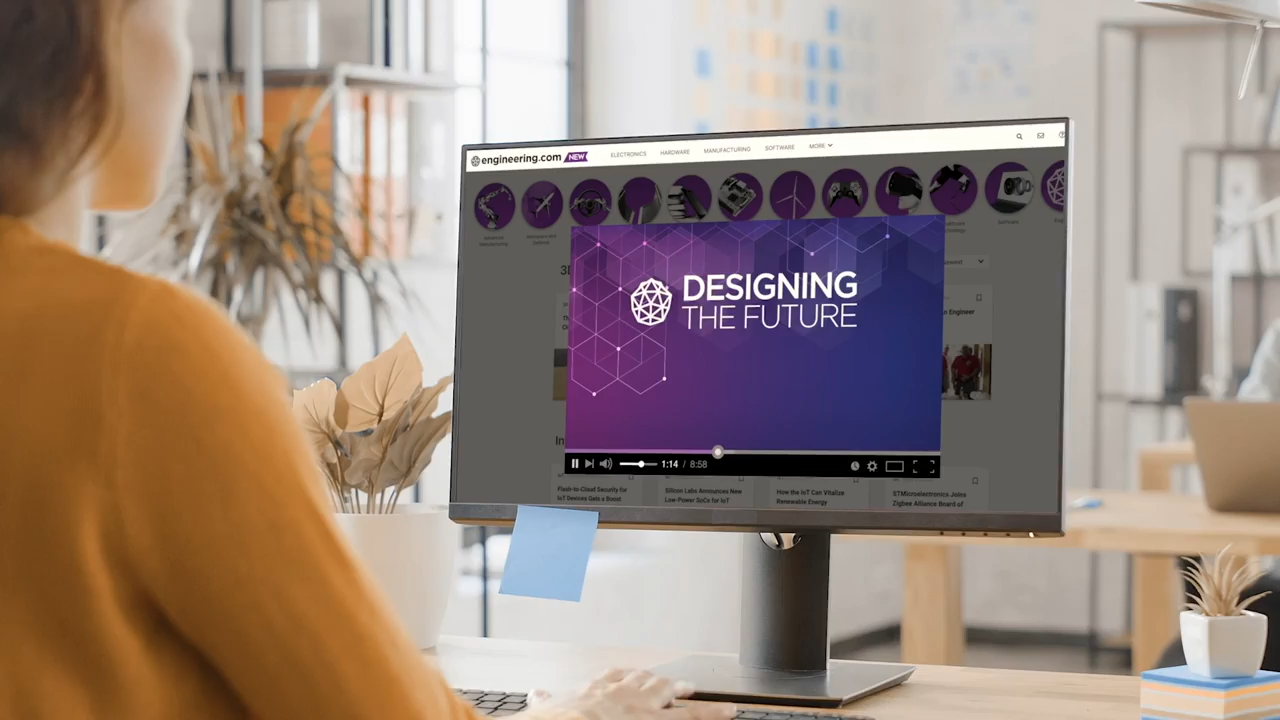 engineering.com NEW
ELECTRONICS HARDWARE MANUFACTURING SOFTWARE MORE
Advanced
Manufacturing
DESIGNING
THE FUTURE
1:14 / 8:58
Flash-to-Cloud Security for
IoT Devices Gets a Boost
Silicon Labs Announces New
Low-Power SoCs for IoT
How the IoT Can Vitalize
Renewable Energy
STMicroelectronics Joins
Zigbee Alliance Board of